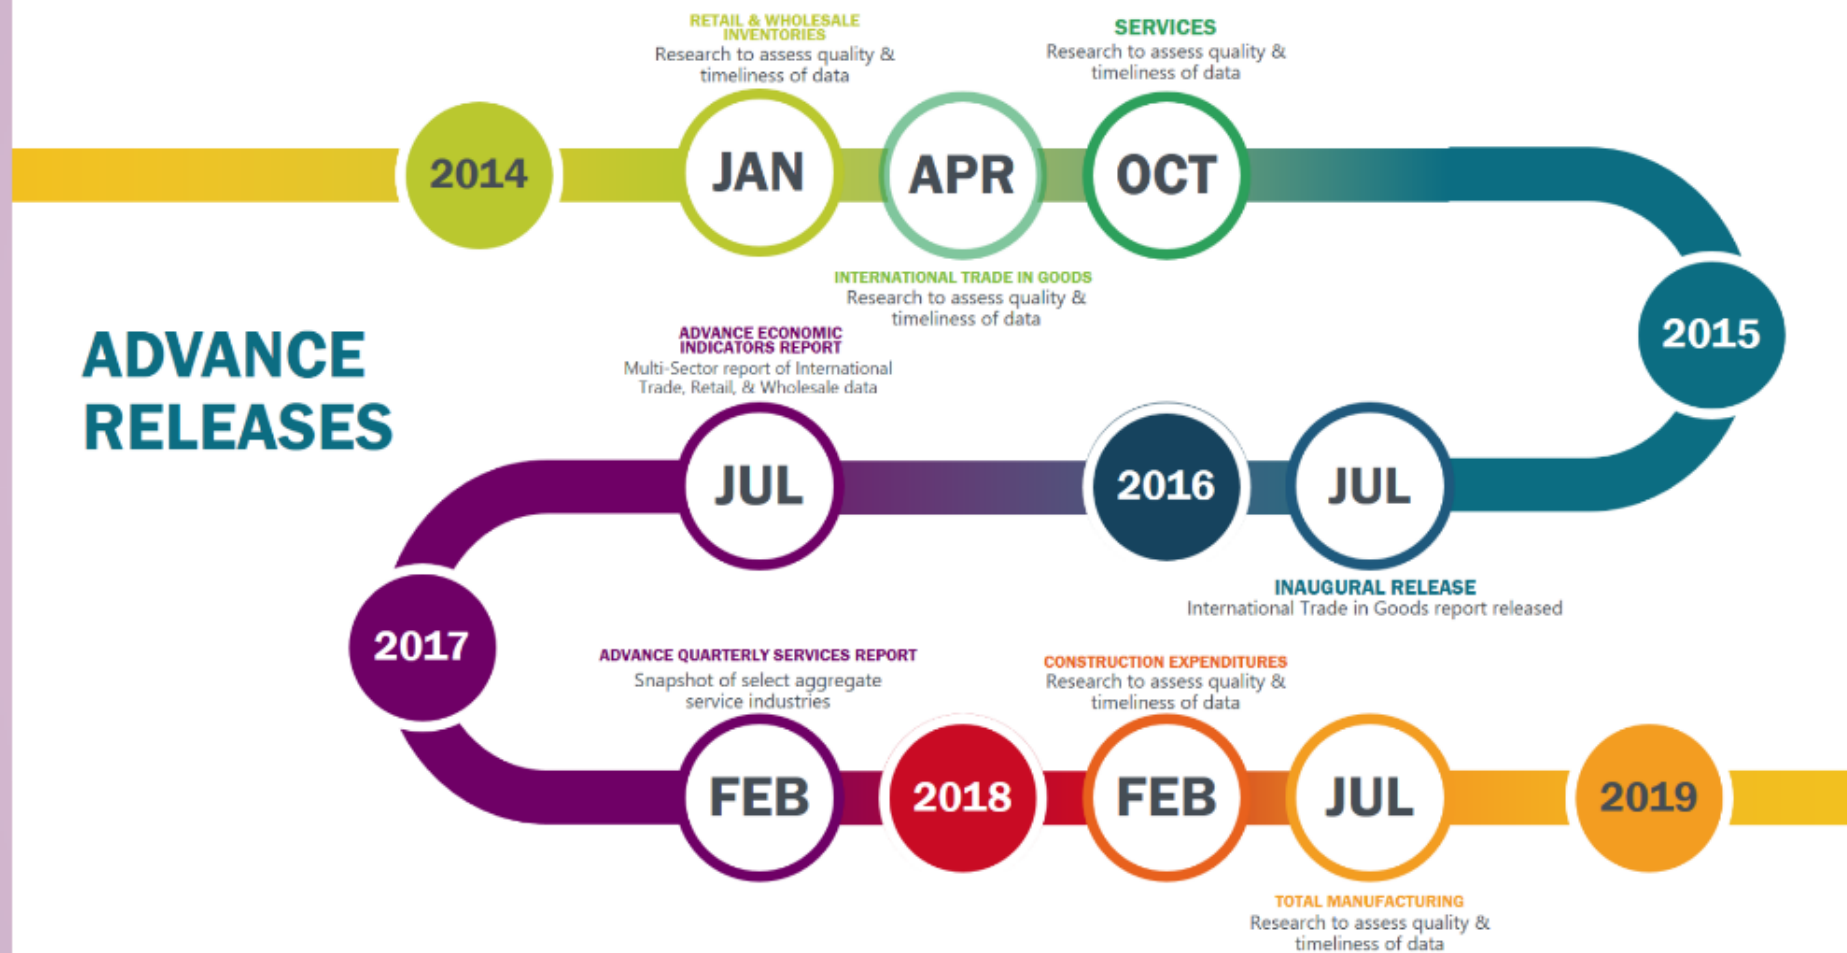 RETAIL & WHOLESALE
INVENTORIES
Research to assess quality &
timeliness of data
SERVICES
Research to assess quality &
timeliness of data
2014
JAN
APR
OCT
INTERNATIONAL TRADE IN GOODS
Research to assess quality &
timeliness of data
2015
ADVANCE
RELEASES
ADVANCE ECONOMIC
INDICATORS REPORT
Multi-Sector report of International
Trade, Retail, & Wholesale data
JUL
2016
JUL
INAUGURAL RELEASE
International Trade in Goods report released
2017
ADVANCE QUARTERLY SERVICES REPORT
Snapshot of select aggregate
service industries
CONSTRUCTION EXPENDITURES
Research to assess quality &
timeliness of data
FEB
2018
FEB
JUL
2019
TOTAL MANUFACTURING
Research to assess quality &
timeliness of data